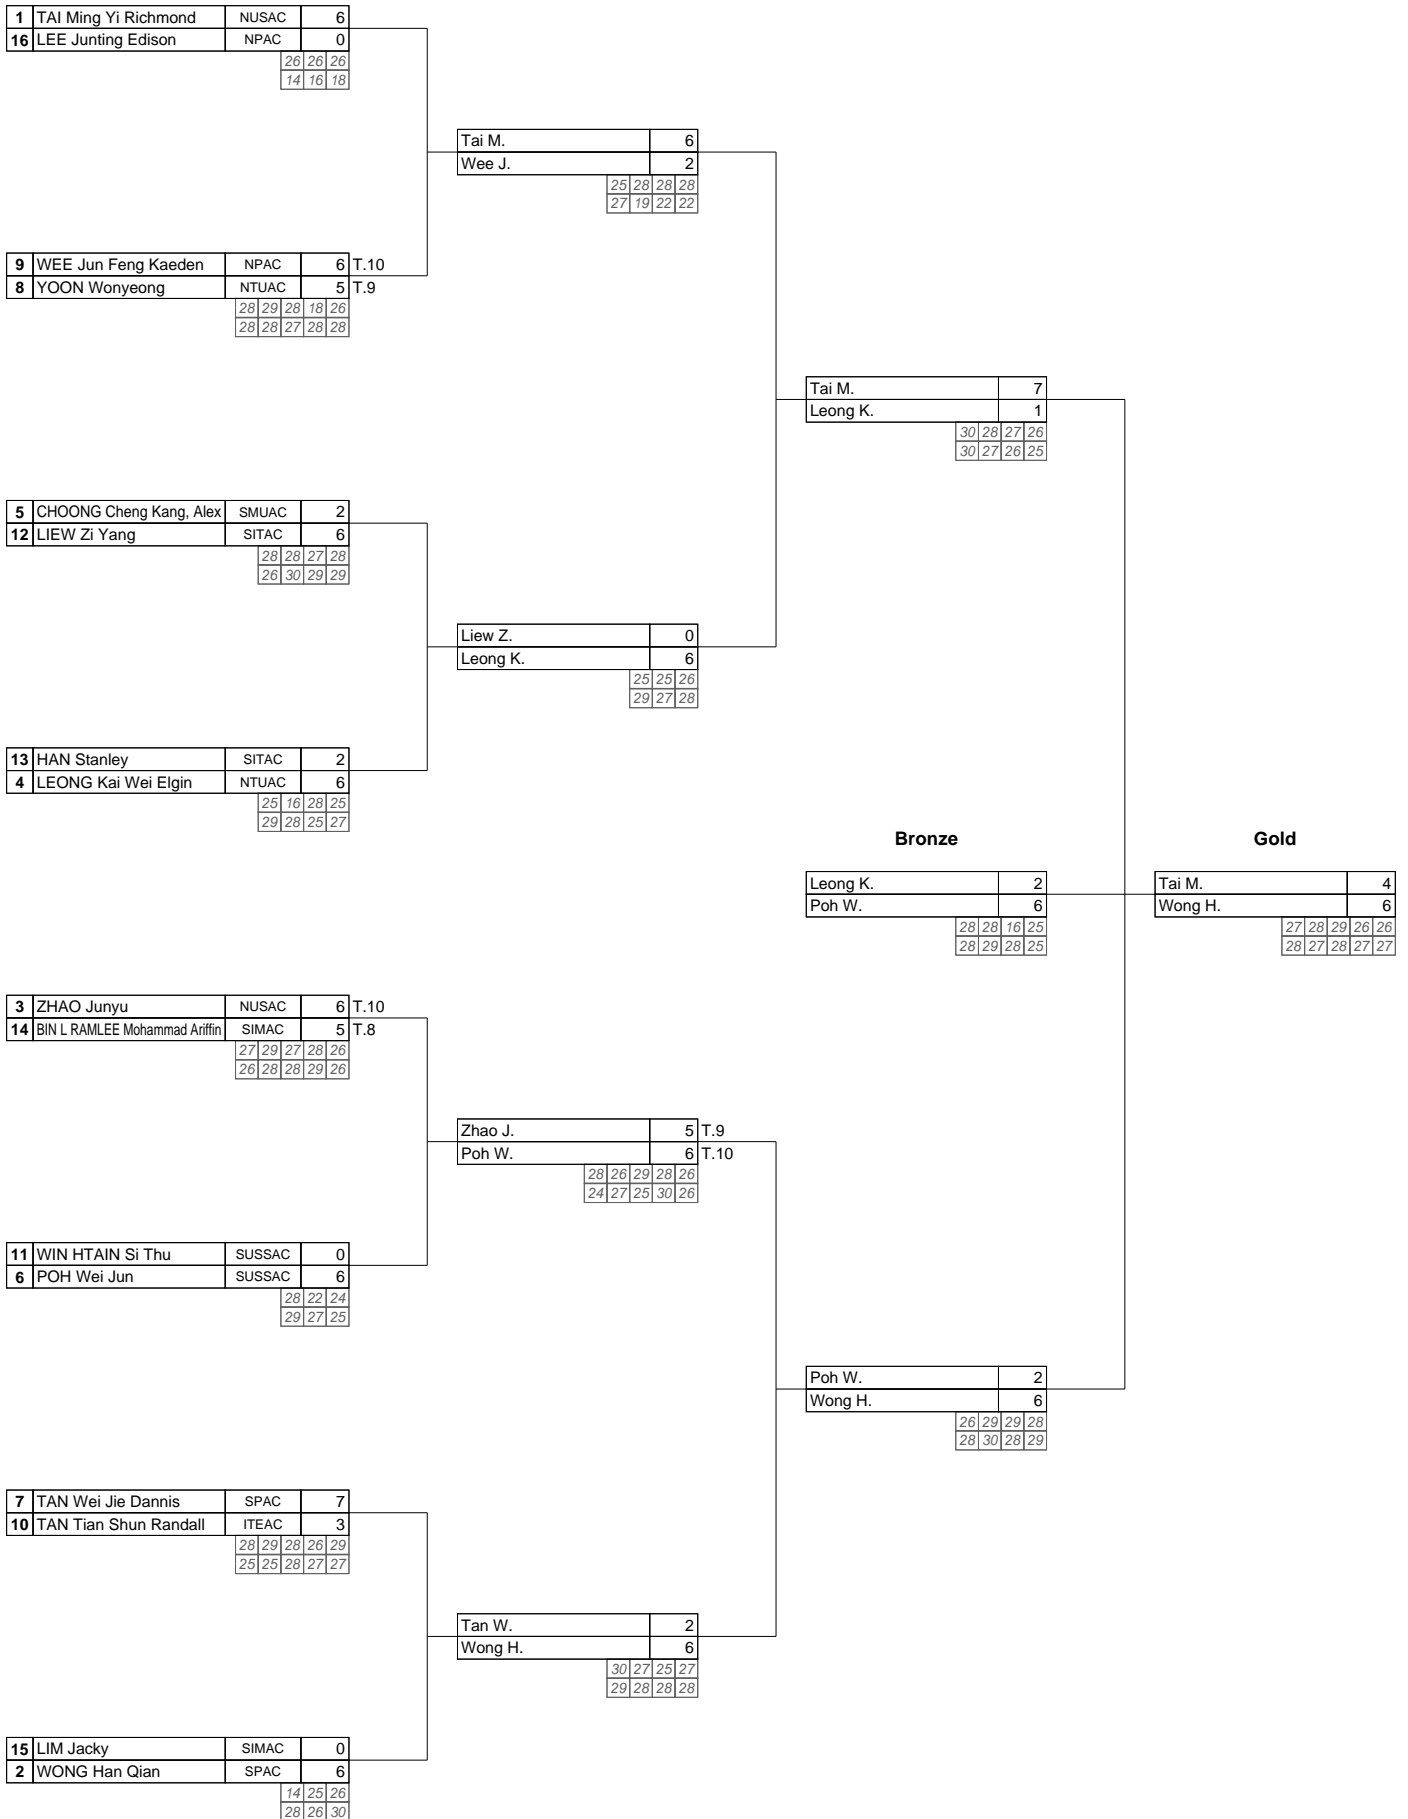 1 TAI Ming Yi Richmond NUSAC 6
16 LEE Junting Edison NPAC 0
26 26 26
14 16 18
Tai M. 6
Wee J. 2
25 28 28 28
27 19 22 22
9 WEE Jun Feng Kaeden NPAC 6 T.10
8 YOON Wonyeong NTUAC 5 T.9
28 29 28 18 26
28 28 27 28 28
Tai M. 7
Leong K. 1
30 28 27 26
30 27 26 25
5 CHOONG Cheng Kang, Alex SMUAC 2
12 LIEW Zi Yang SITAC 6
28 28 27 28
26 30 29 29
Liew Z. 0
Leong K. 6
25 25 26
29 27 28
13 HAN Stanley SITAC 2
4 LEONG Kai Wei Elgin NTUAC 6
25 16 28 25
29 28 25 27
Bronze Gold
Leong K. 2 Tai M. 4
Poh W. 6 Wong H. 6
28 28 16 25 27 28 29 26 26
28 29 28 25 28 27 28 27 27
3 ZHAO Junyu NUSAC 6 T.10
14 BIN L RAMLEE Mohammad Ariffin SIMAC 5 T.8
27 29 27 28 26
26 28 28 29 26
Zhao J. 5 T.9
Poh W. 6 T.10
28 26 29 28 26
24 27 25 30 26
11 WIN HTAIN Si Thu SUSSAC 0
6 POH Wei Jun SUSSAC 6
28 22 24
29 27 25
Poh W. 2
Wong H. 6
26 29 29 28
28 30 28 29
7 TAN Wei Jie Dannis SPAC 7
10 TAN Tian Shun Randall ITEAC 3
28 29 28 26 29
25 25 28 27 27
Tan W. 2
Wong H. 6
30 27 25 27
29 28 28 28
15 LIM Jacky SIMAC 0
2 WONG Han Qian SPAC 6
14 25 26
28 26 30